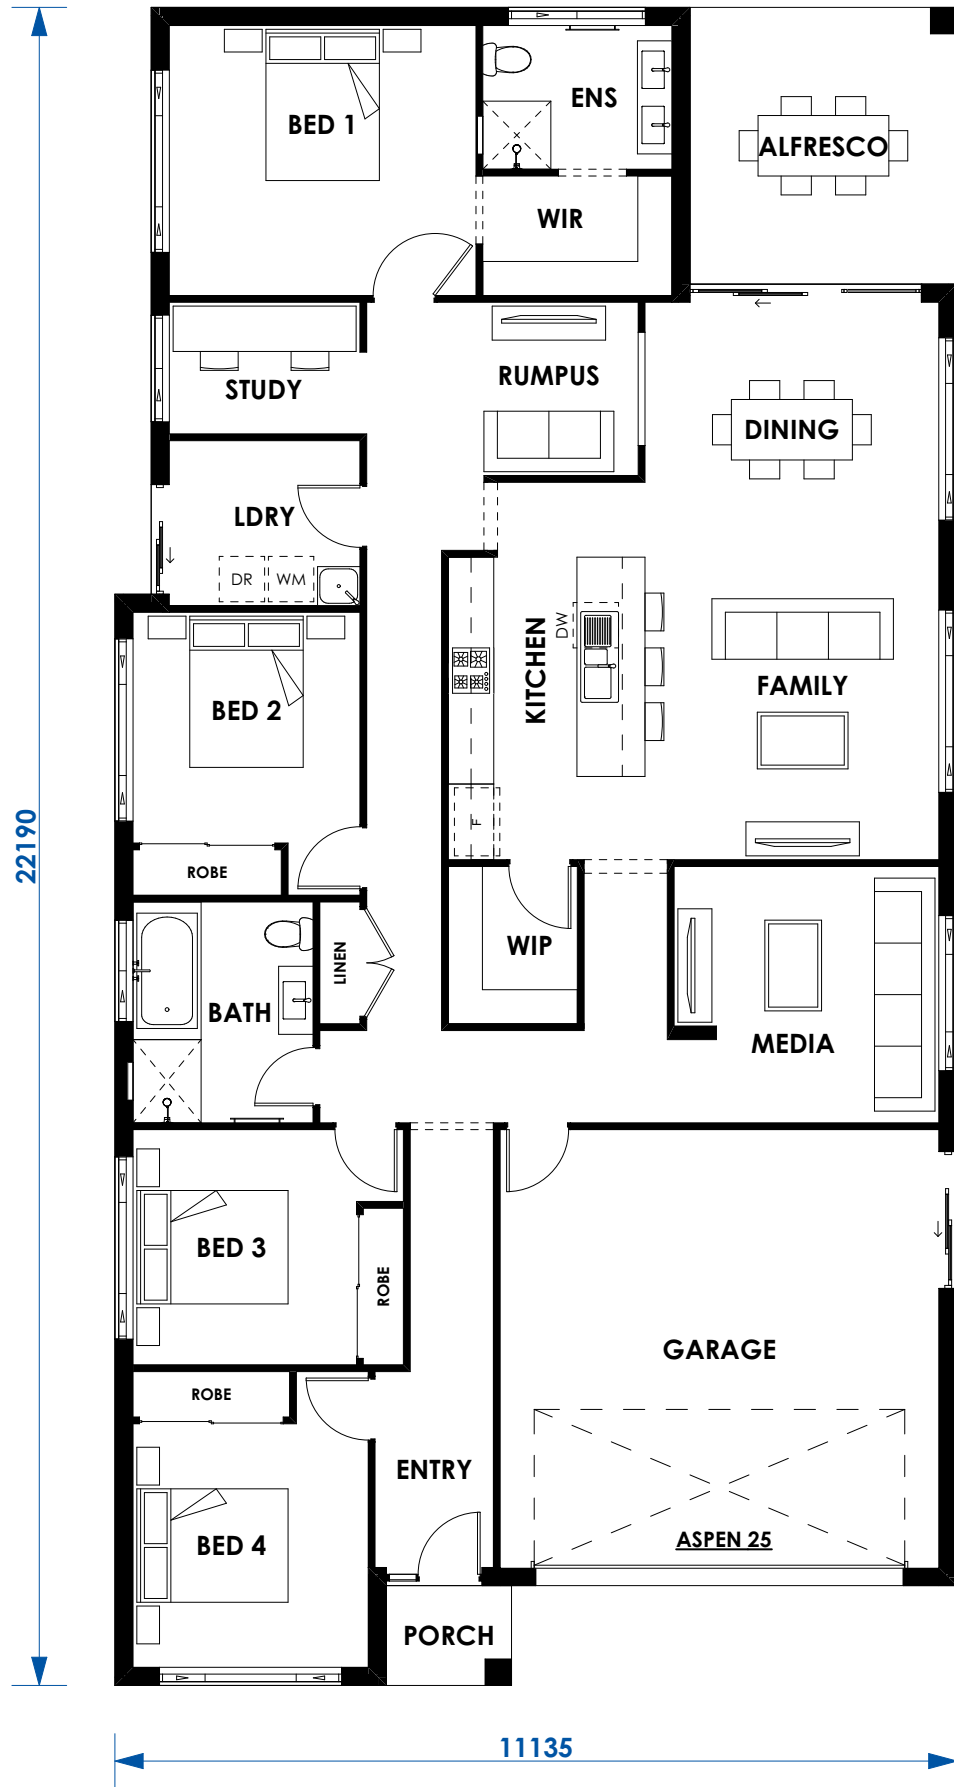 BED 1
ENS
ALFRESCO
WIR
STUDY
RUMPUS
DINING
LDRY
DR
WM
DW
KITCHEN
BED 2
FAMILY
22190
F
ROBE
WIP
LINEN
BATH
MEDIA
BED 3
ROBE
GARAGE
ROBE
ENTRY
BED 4
ASPEN 25
PORCH
11135